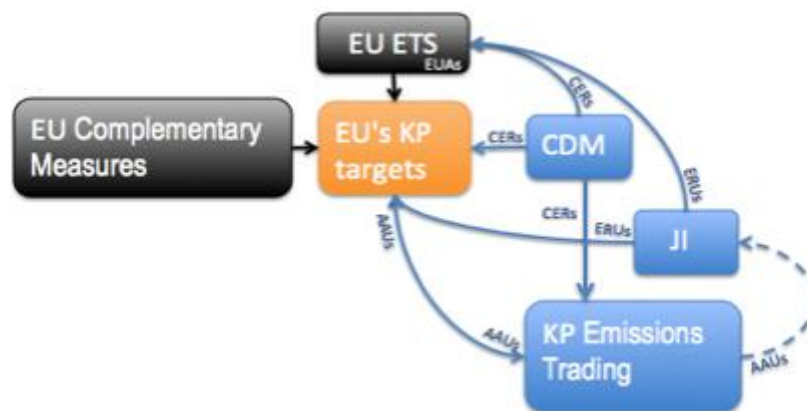 EU ETS
EUAs
EU Complementary
Measures
EU's KP
targets
CERs
CERs
CDM
CERs
ERUs
AAUs
ERUs
JI
AAUs
KP Emissions
Trading
AAUs